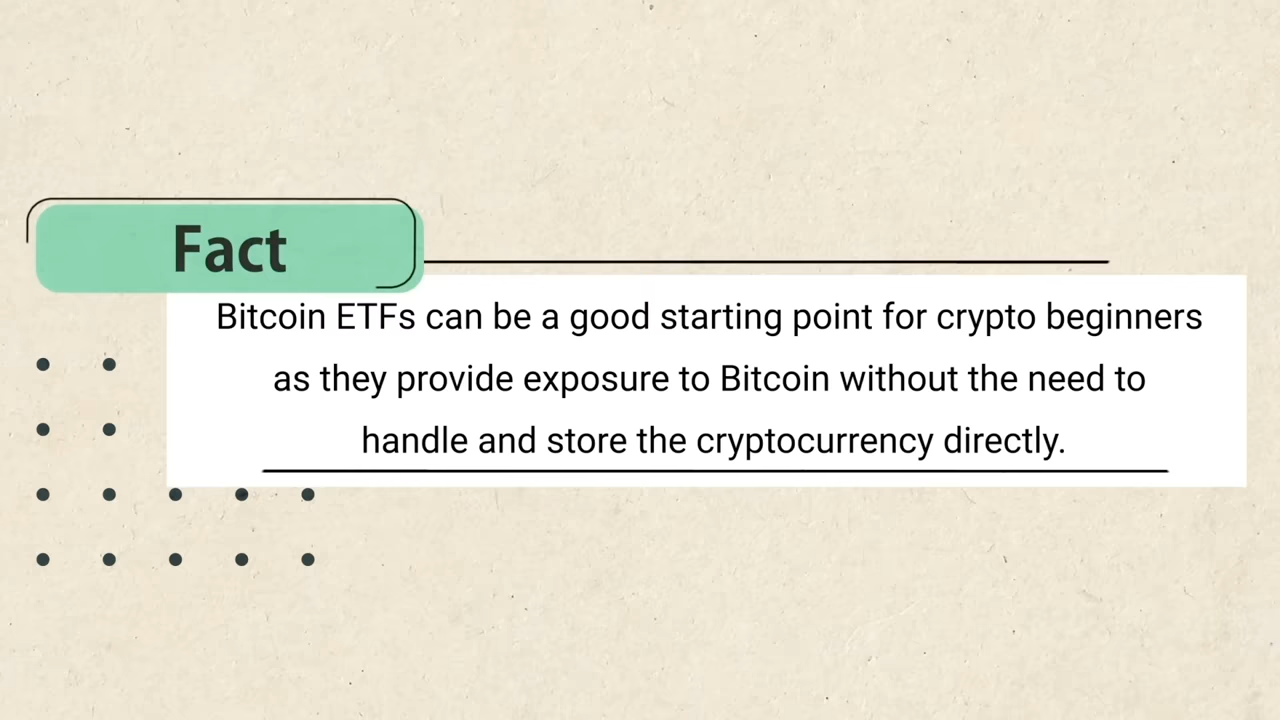 Fact
Bitcoin ETFs can be a good starting point for crypto beginners
as they provide exposure to Bitcoin without the need to
handle and store the cryptocurrency directly.